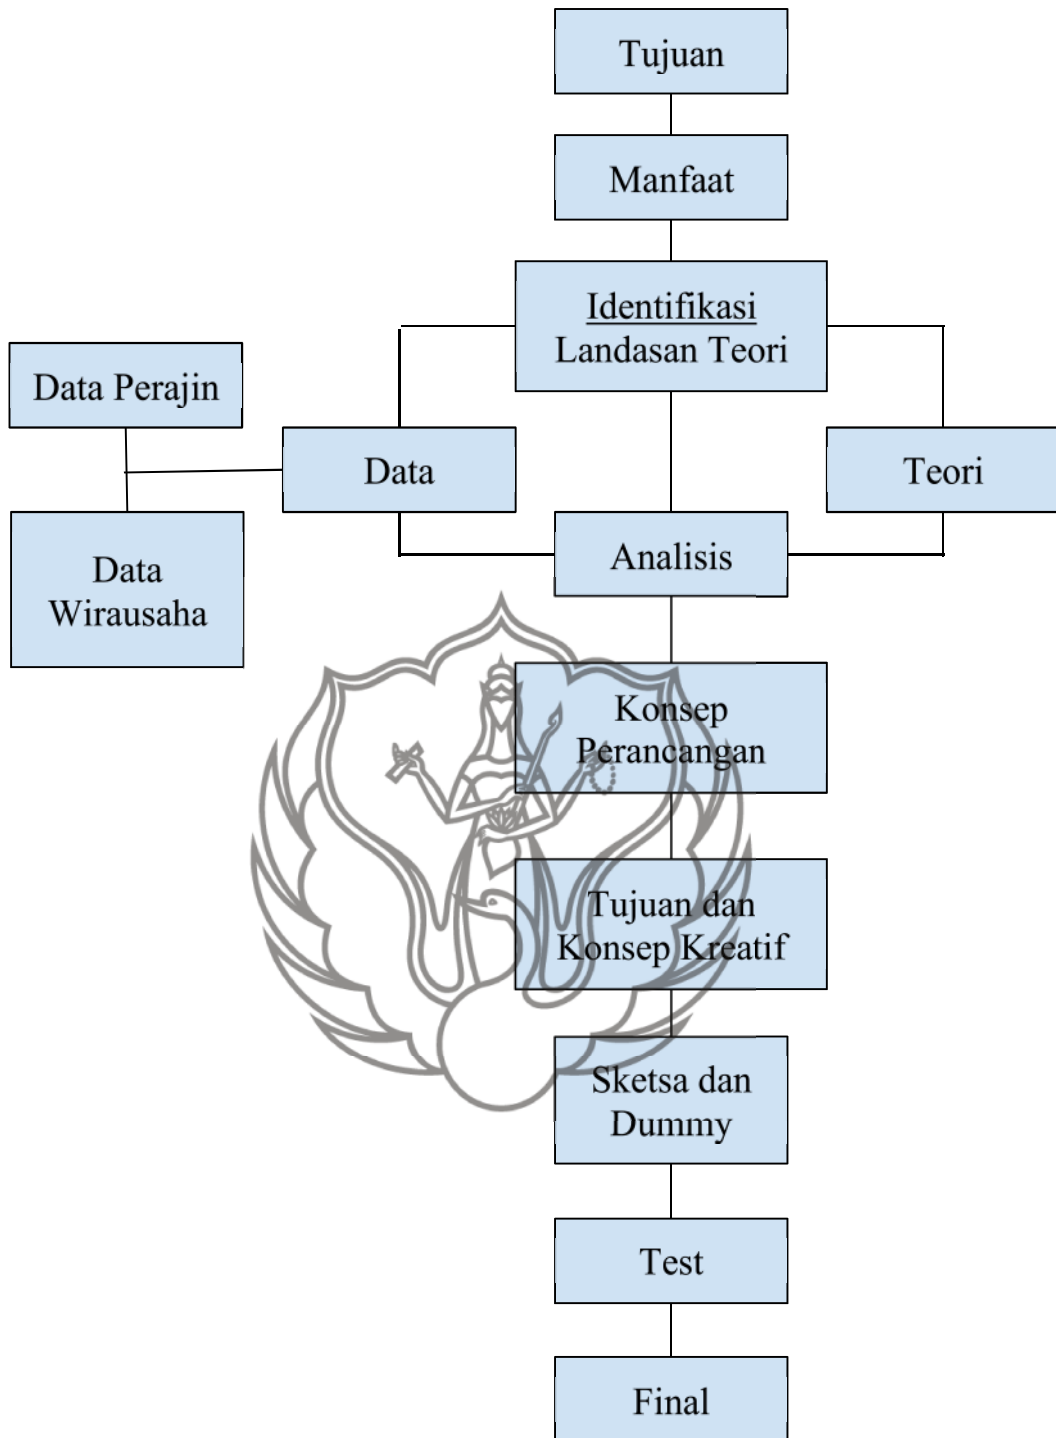 Tujuan
Manfaat
Identifikasi
Landasan Teori
Data Perajin
Data
Teori
Data
Wirausaha
Analisis
Konsep
Perancangan
Tujuan dan
Konsep Kreatif
Sketsa dan
Dummy
Test
Final